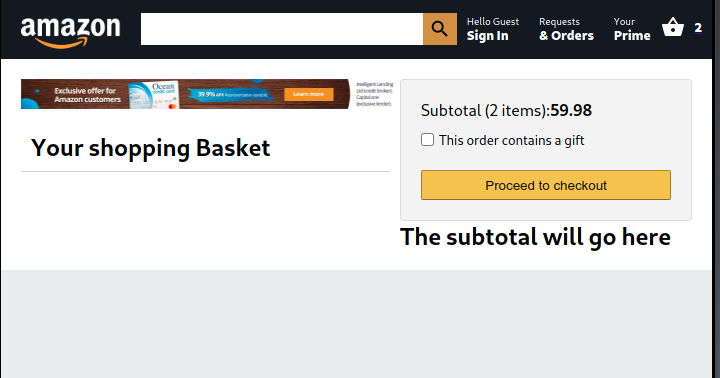 amazon
Hello Guest
Sign In
Requests
& Orders
Your
Prime
2
Exclusive offer for
Amazon customers
Ocean
credit card
39.9% APR Representative variable.
Learn more
Intelligent Lending
Ltd (credit broker).
Capital One
(exclusive lender).
Your shopping Basket
Subtotal (2 items):59.98
This order contains a gift
Proceed to checkout
The subtotal will go here